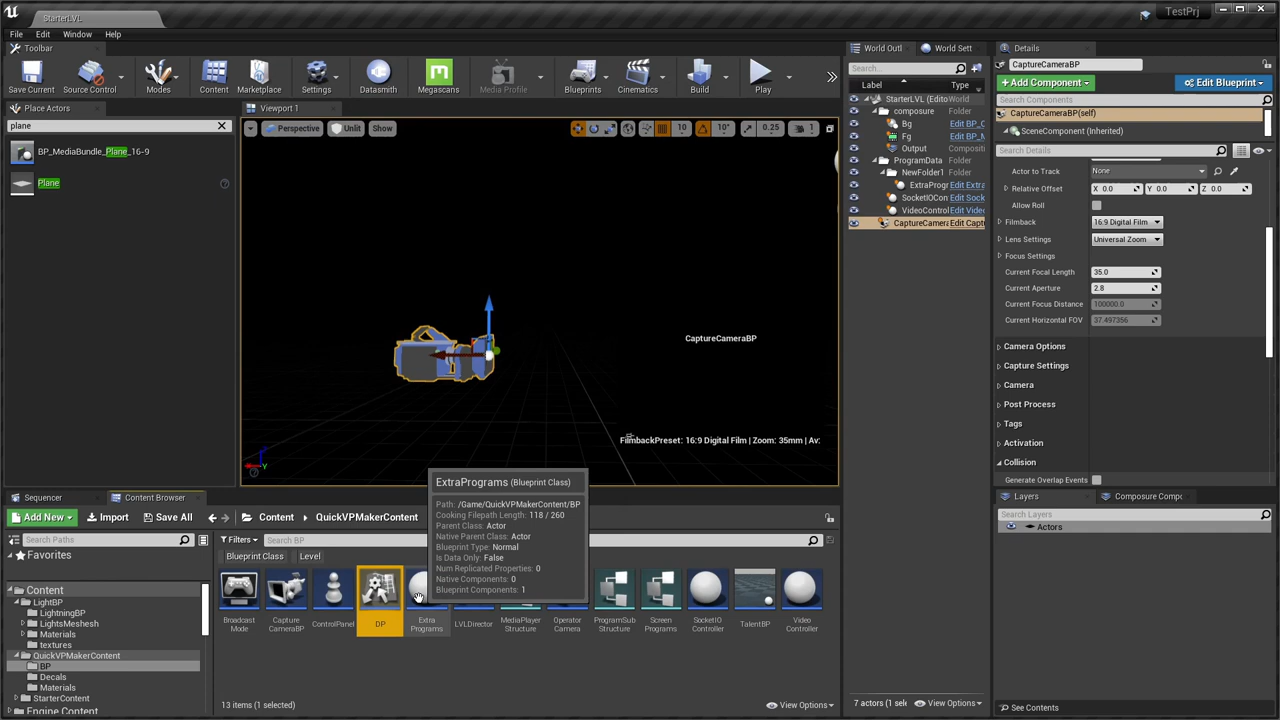 StarterLVL
TestPrj
File Edit Window Help
Toolbar
Save Current Source Control Modes Content Marketplace Settings Datasmith Megascans Media Profile Blueprints Cinematics Build Play
Place Actors
plane
BP_MediaBundle_Plane_16-9
Plane
Viewport 1
Perspective Unlit Show
10 10° 0.25 1
CaptureCameraBP
FilmbackPreset: 16:9 Digital Film | Zoom: 35mm | Av:
World Outl World Sett
Search...
Label Type
StarterLVL (Edito World
composure Folder
Bg Edit BP_C
Fg Edit BP_M
Output Composit
ProgramData Folder
NewFolder1 Folder
ExtraProgr Edit Extra
SocketIOCon Edit Sock
VideoControl Edit Video
CaptureCamera Edit Captu
7 actors (1 sel View Options
Details
CaptureCameraBP
+Add Component Edit Blueprint
Search Components
CaptureCameraBP(self)
SceneComponent (Inherited)
Search Details
Actor to Track None
Relative Offset X 0.0 Y 0.0 Z 0.0
Allow Roll
Filmback 16:9 Digital Film
Lens Settings Universal Zoom
Focus Settings
Current Focal Length 35.0
Current Aperture 2.8
Current Focus Distance 100000.0
Current Horizontal FOV 37.497356
Camera Options
Capture Settings
Camera
Post Process
Tags
Activation
Collision
Generate Overlap Events
Layers Composure Comp
Search Layers
Actors
See Contents
Sequencer Content Browser
Add New Import Save All Content QuickVPMakerContent
Search Paths
Favorites
Content
LightBP
LightningBP
LightsMeshesh
Materials
textures
QuickVPMakerContent
BP
Decals
Materials
StarterContent
Engine Content
Filters Search BP
Blueprint Class Level
ExtraPrograms (Blueprint Class)
Path: /Game/QuickVPMakerContent/BP
Cooking Filepath Length: 118 / 260
Parent Class: Actor
Native Parent Class: Actor
Blueprint Type: Normal
Is Data Only: False
Num Replicated Properties: 0
Native Components: 0
Blueprint Components: 1
Broadcast Mode
Capture CameraBP
ControlPanel
DP
Extra Programs
LVLDirector
MediaPlayer Structure
Operator Camera
ProgramSub Structure
Screen Programs
SocketIO Controller
TalentBP
Video Controller
13 items (1 selected)
View Options